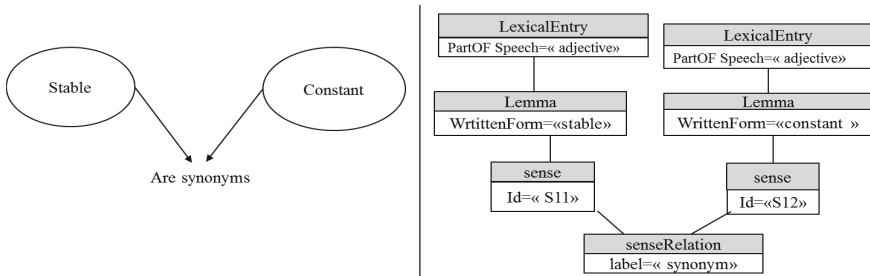 Stable
Constant
Are synonyms
LexicalEntry
PartOF Speech=« adjective»
Lemma
WrtittenForm=«stable»
sense
Id=« S11»
LexicalEntry
PartOF Speech=« adjective»
Lemma
WrittenForm=«constant »
sense
Id=«S12»
senseRelation
label=« synonym»